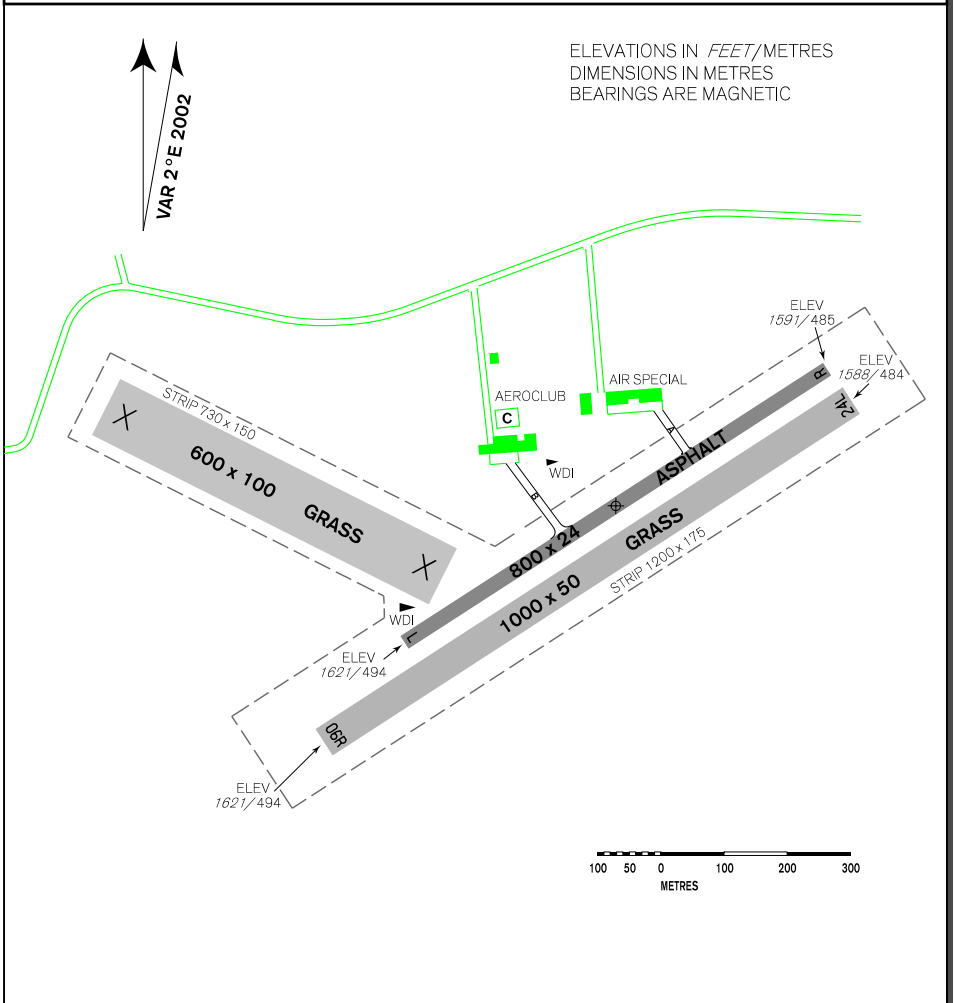 ELEVATIONS IN FEET/METRES
DIMENSIONS IN METRES
BEARINGS ARE MAGNETIC
VAR 2°E 2002
ELEV
1591/485
ELEV
1588/484
AIR SPECIAL
AEROCLUB
C
STRIP 730 x 150
X
600 x 100
GRASS
X
R
24L
A
ASPHALT
WDI
B
800 x 24
GRASS
STRIP 1200 x 175
1000 x 50
WDI
L
ELEV
1621/494
06R
ELEV
1621/494
100 50 0 100 200 300
METRES